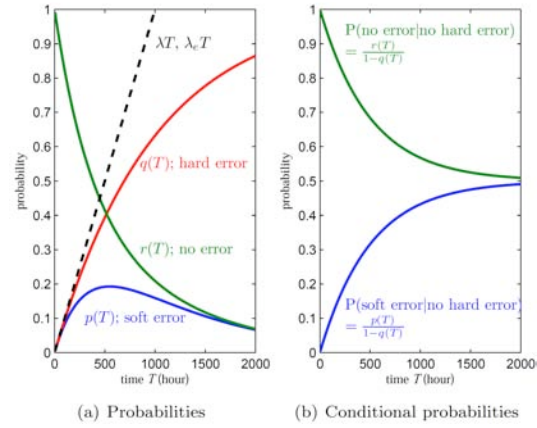 1
0.9
0.8
0.7
0.6
0.5
0.4
0.3
0.2
0.1
0
probability
λT, λₑT
q(T); hard error
r(T); no error
p(T); soft error
0 500 1000 1500 2000
time T(hour)
(a) Probabilities
1
0.9
0.8
0.7
0.6
0.5
0.4
0.3
0.2
0.1
0
probability
P(no error|no hard error)
= r(T)/1−q(T)
P(soft error|no hard error)
= p(T)/1−q(T)
0 500 1000 1500 2000
time T(hour)
(b) Conditional probabilities